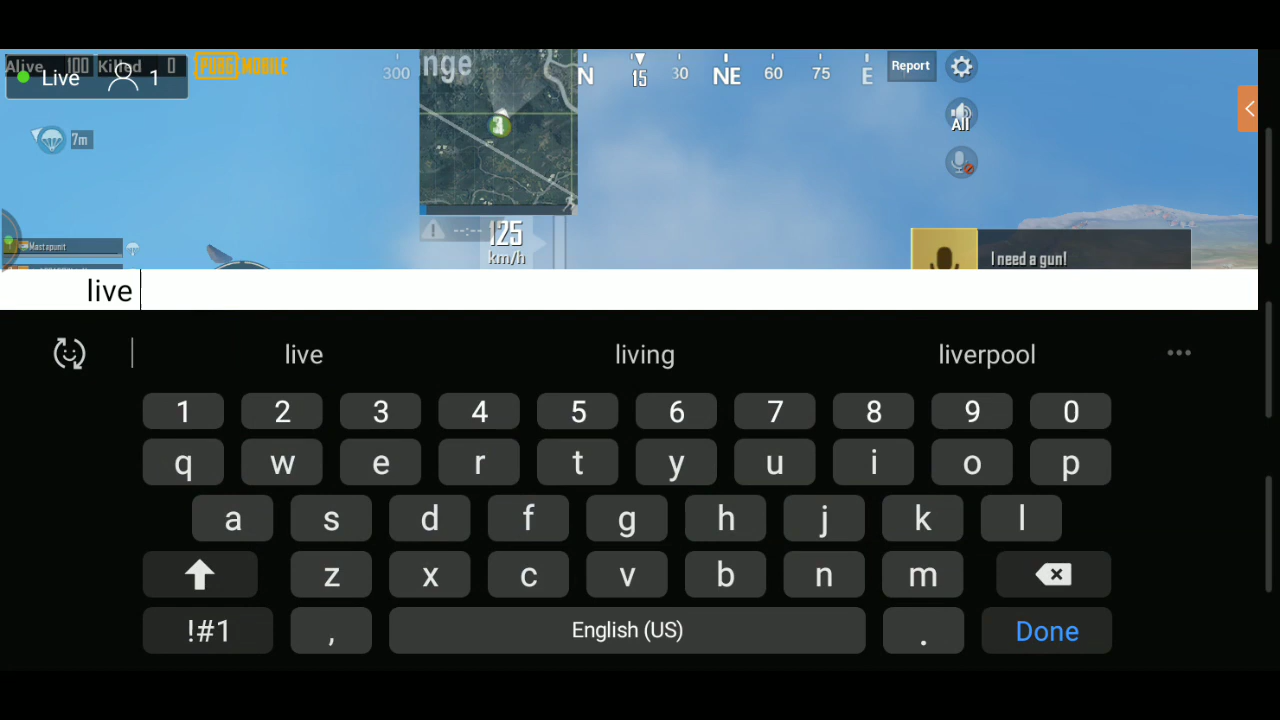 Alive 100 Killed 0
PUBG MOBILE
Live 1
300 N 15 30 NE 60 75 E
Report
nge
All
7m
125
km/h
Mastapunit
I need a gun!
live
live living liverpool
1 2 3 4 5 6 7 8 9 0
q w e r t y u i o p
a s d f g h j k l
z x c v b n m
!#1 , English (US) . Done